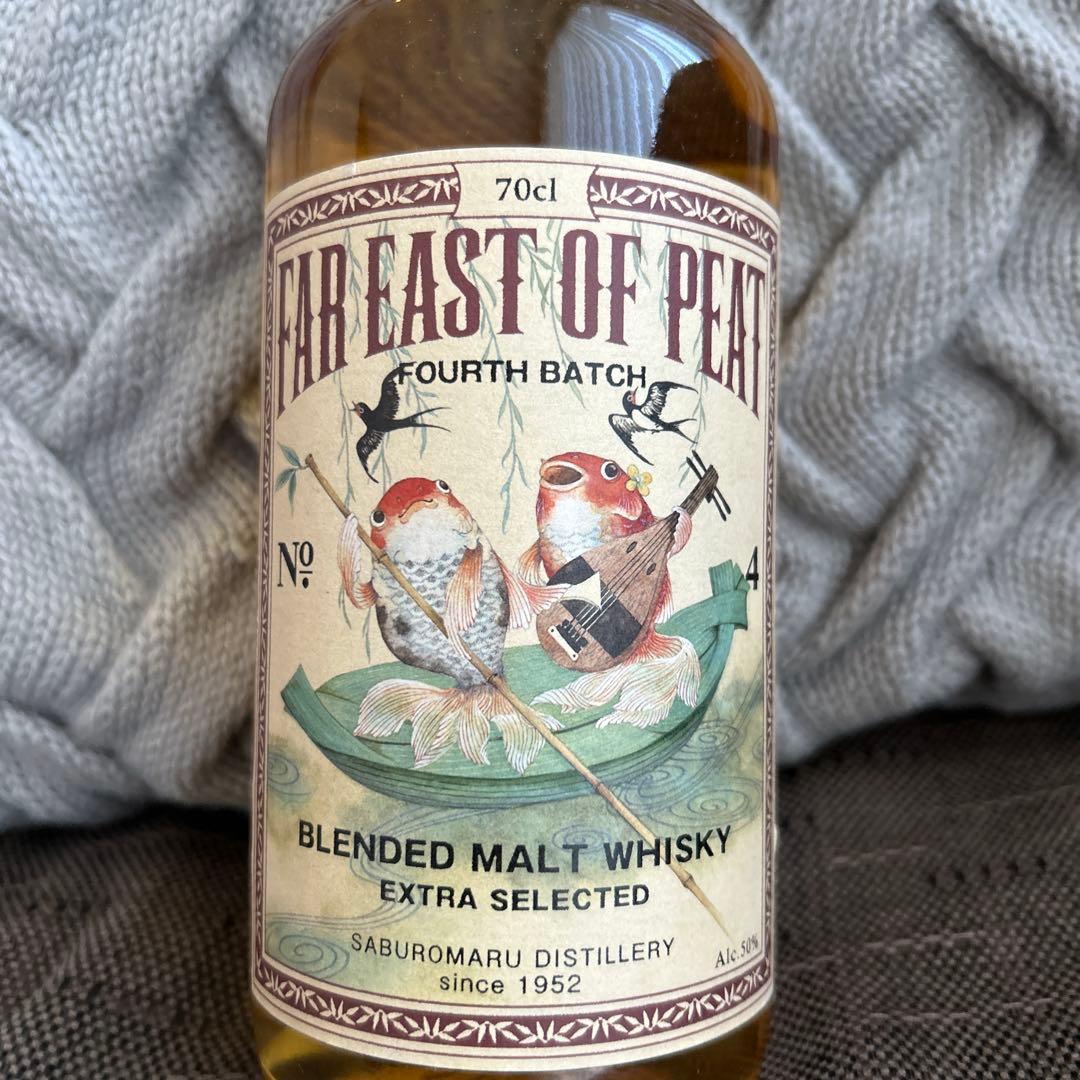 70cl
FAR EAST OF PEAT
FOURTH BATCH
Nº 4
BLENDED MALT WHISKY
EXTRA SELECTED
SABUROMARU DISTILLERY
since 1952
Alc.50%